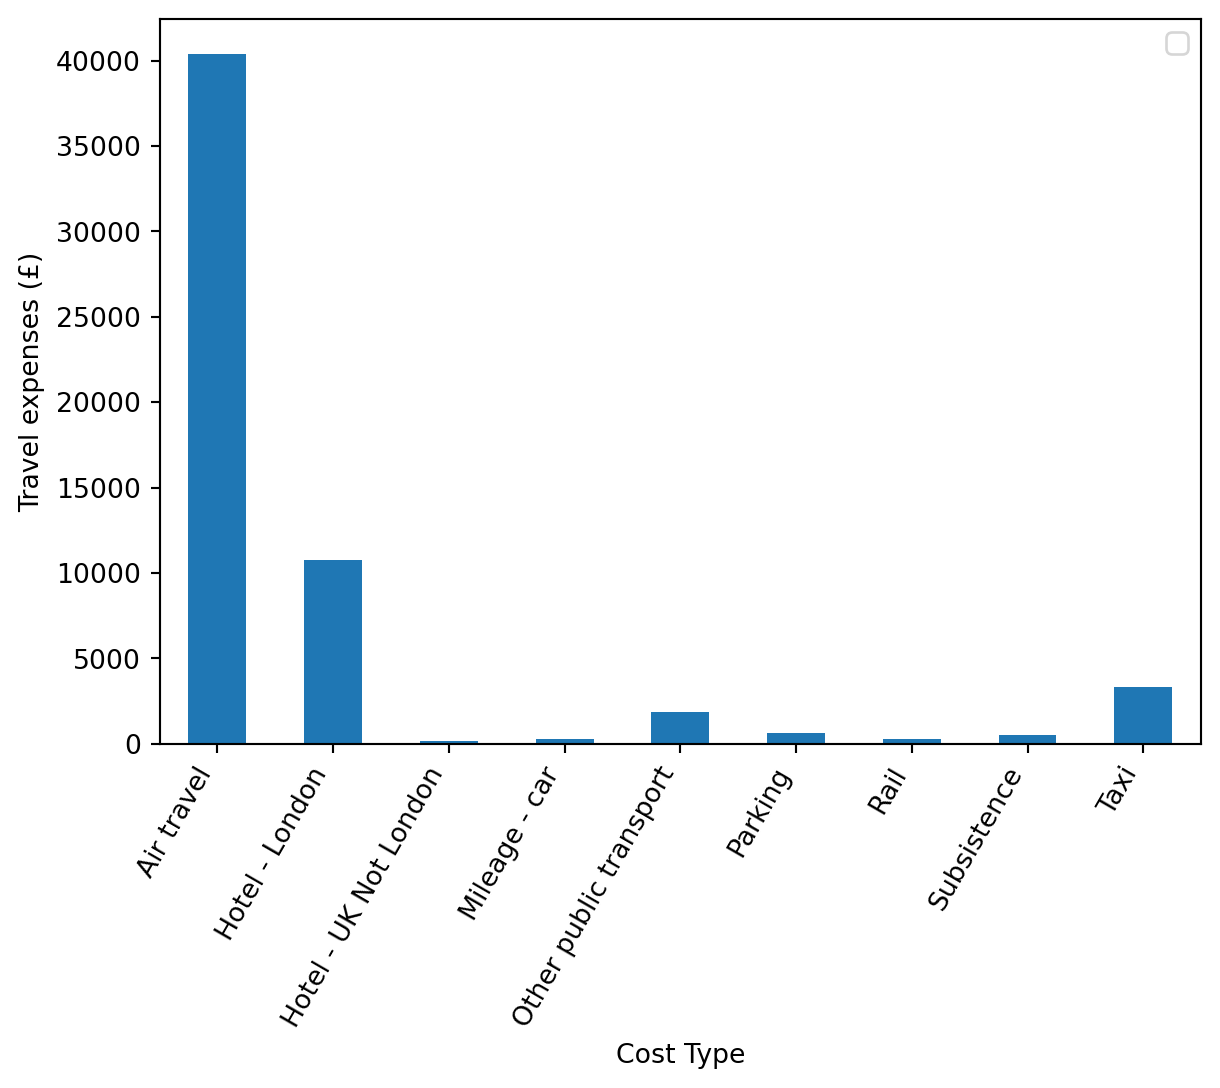 40000
35000
30000
25000
20000
15000
10000
5000
0
Travel expenses (£)
Air travel
Hotel - London
Hotel - UK Not London
Mileage - car
Other public transport
Parking
Rail
Subsistence
Taxi
Cost Type